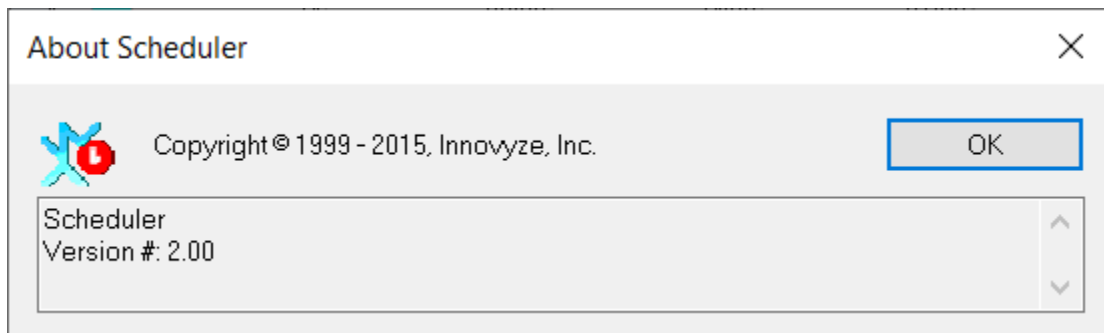 About Scheduler
Copyright © 1999 - 2015, Innovyze, Inc.
OK
Scheduler
Version #: 2.00